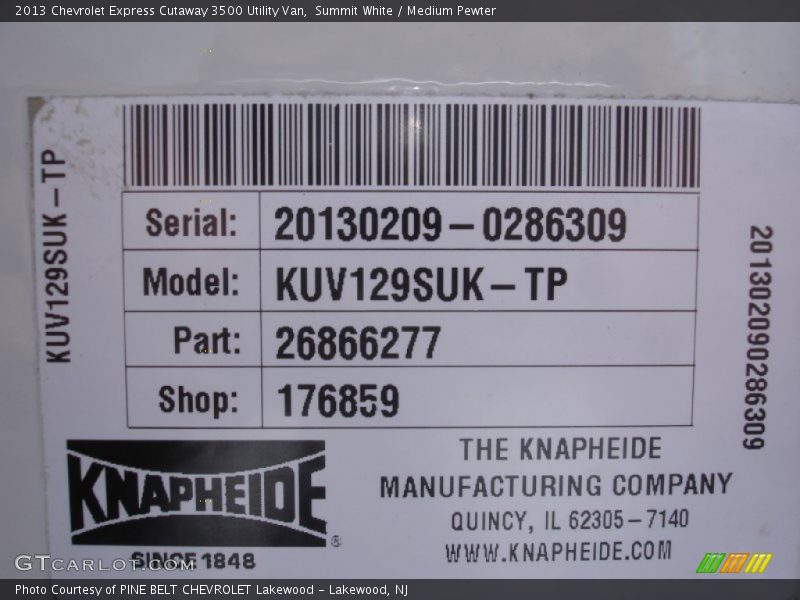 2013 Chevrolet Express Cutaway 3500 Utility Van, Summit White / Medium Pewter
KUV129SUK-TP
Serial: 20130209-0286309
Model: KUV129SUK-TP
Part: 26866277
Shop: 176859
201302090286309
KNAPHEIDE®
SINCE 1848
THE KNAPHEIDE
MANUFACTURING COMPANY
QUINCY, IL 62305-7140
WWW.KNAPHEIDE.COM
GTcarlot.com
Photo Courtesy of PINE BELT CHEVROLET Lakewood - Lakewood, NJ